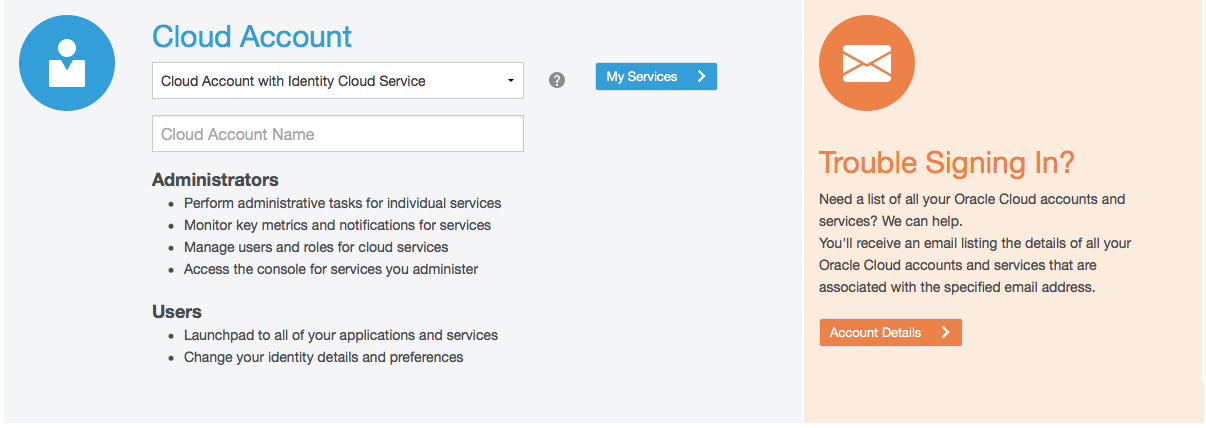 Cloud Account
Cloud Account with Identity Cloud Service
?
My Services
Cloud Account Name
Administrators
Perform administrative tasks for individual services
Monitor key metrics and notifications for services
Manage users and roles for cloud services
Access the console for services you administer
Users
Launchpad to all of your applications and services
Change your identity details and preferences
Trouble Signing In?
Need a list of all your Oracle Cloud accounts and
services? We can help.
You'll receive an email listing the details of all your
Oracle Cloud accounts and services that are
associated with the specified email address.
Account Details